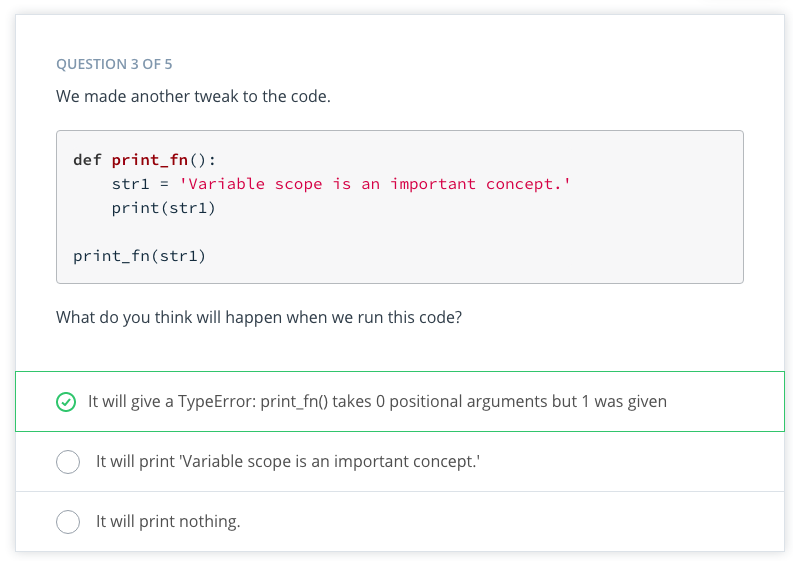 QUESTION 3 OF 5
We made another tweak to the code.
def print_fn():
    str1 = 'Variable scope is an important concept.'
    print(str1)
print_fn(str1)
What do you think will happen when we run this code?
It will give a TypeError: print_fn() takes 0 positional arguments but 1 was given
It will print 'Variable scope is an important concept.'
It will print nothing.